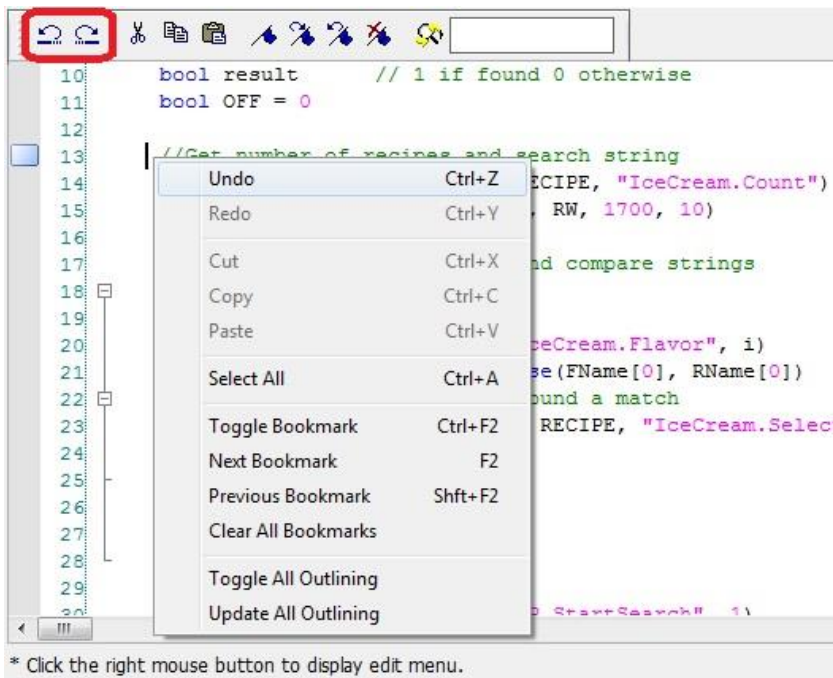 10 bool result // 1 if found 0 otherwise
11 bool OFF = 0
12
13 //Get number of recipes and search string
14 ECIPE, "IceCream.Count")
15 , RW, 1700, 10)
16
17 nd compare strings
18
19
20 ceCream.Flavor", i)
21 se(FName[0], RName[0])
22 ound a match
23 RECIPE, "IceCream.Selec
24
25
26
27
28
29
30 StartSearch", 1)
Undo Ctrl+Z
Redo Ctrl+Y
Cut Ctrl+X
Copy Ctrl+C
Paste Ctrl+V
Select All Ctrl+A
Toggle Bookmark Ctrl+F2
Next Bookmark F2
Previous Bookmark Shft+F2
Clear All Bookmarks
Toggle All Outlining
Update All Outlining
* Click the right mouse button to display edit menu.